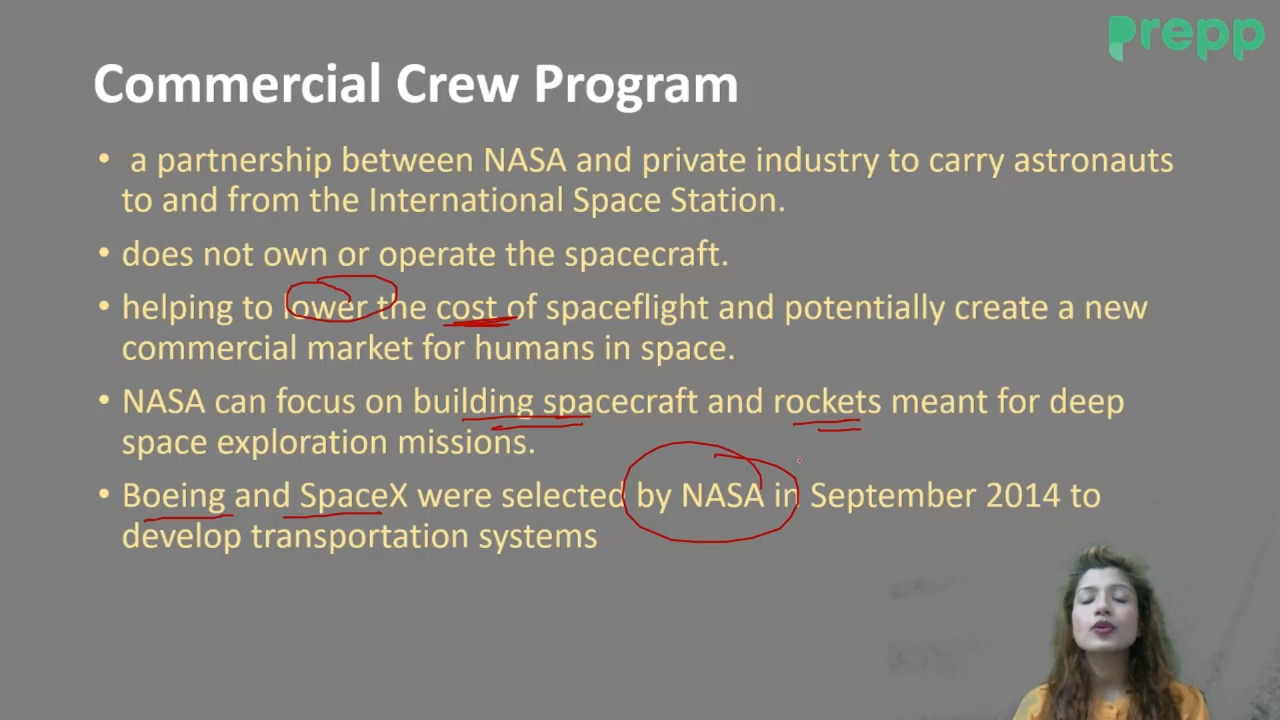 Prepp
Commercial Crew Program
• a partnership between NASA and private industry to carry astronauts
to and from the International Space Station.
• does not own or operate the spacecraft.
• helping to lower the cost of spaceflight and potentially create a new
commercial market for humans in space.
• NASA can focus on building spacecraft and rockets meant for deep
space exploration missions.
• Boeing and SpaceX were selected by NASA in September 2014 to
develop transportation systems